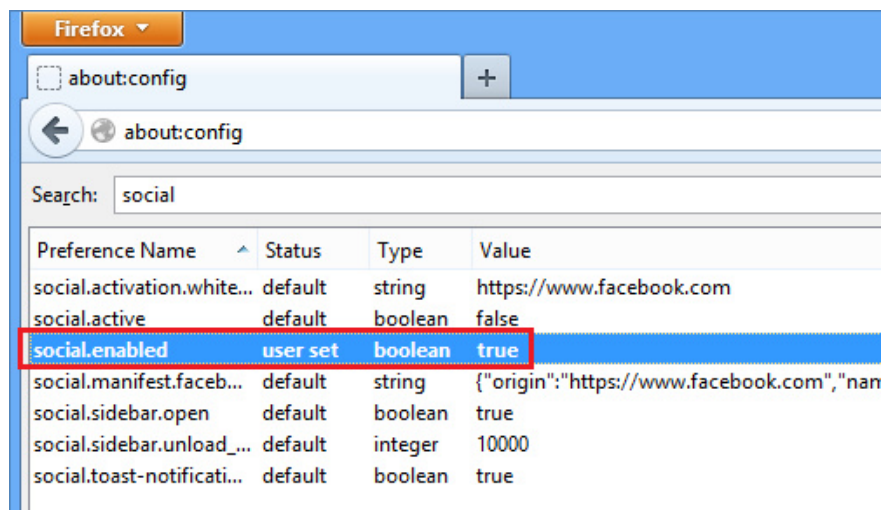 Firefox
about:config
about:config
Search: social
Preference Name Status Type Value
social.activation.white... default string https://www.facebook.com
social.active default boolean false
social.enabled user set boolean true
social.manifest.faceb... default string {"origin":"https://www.facebook.com","nam
social.sidebar.open default boolean true
social.sidebar.unload_... default integer 10000
social.toast-notificati... default boolean true